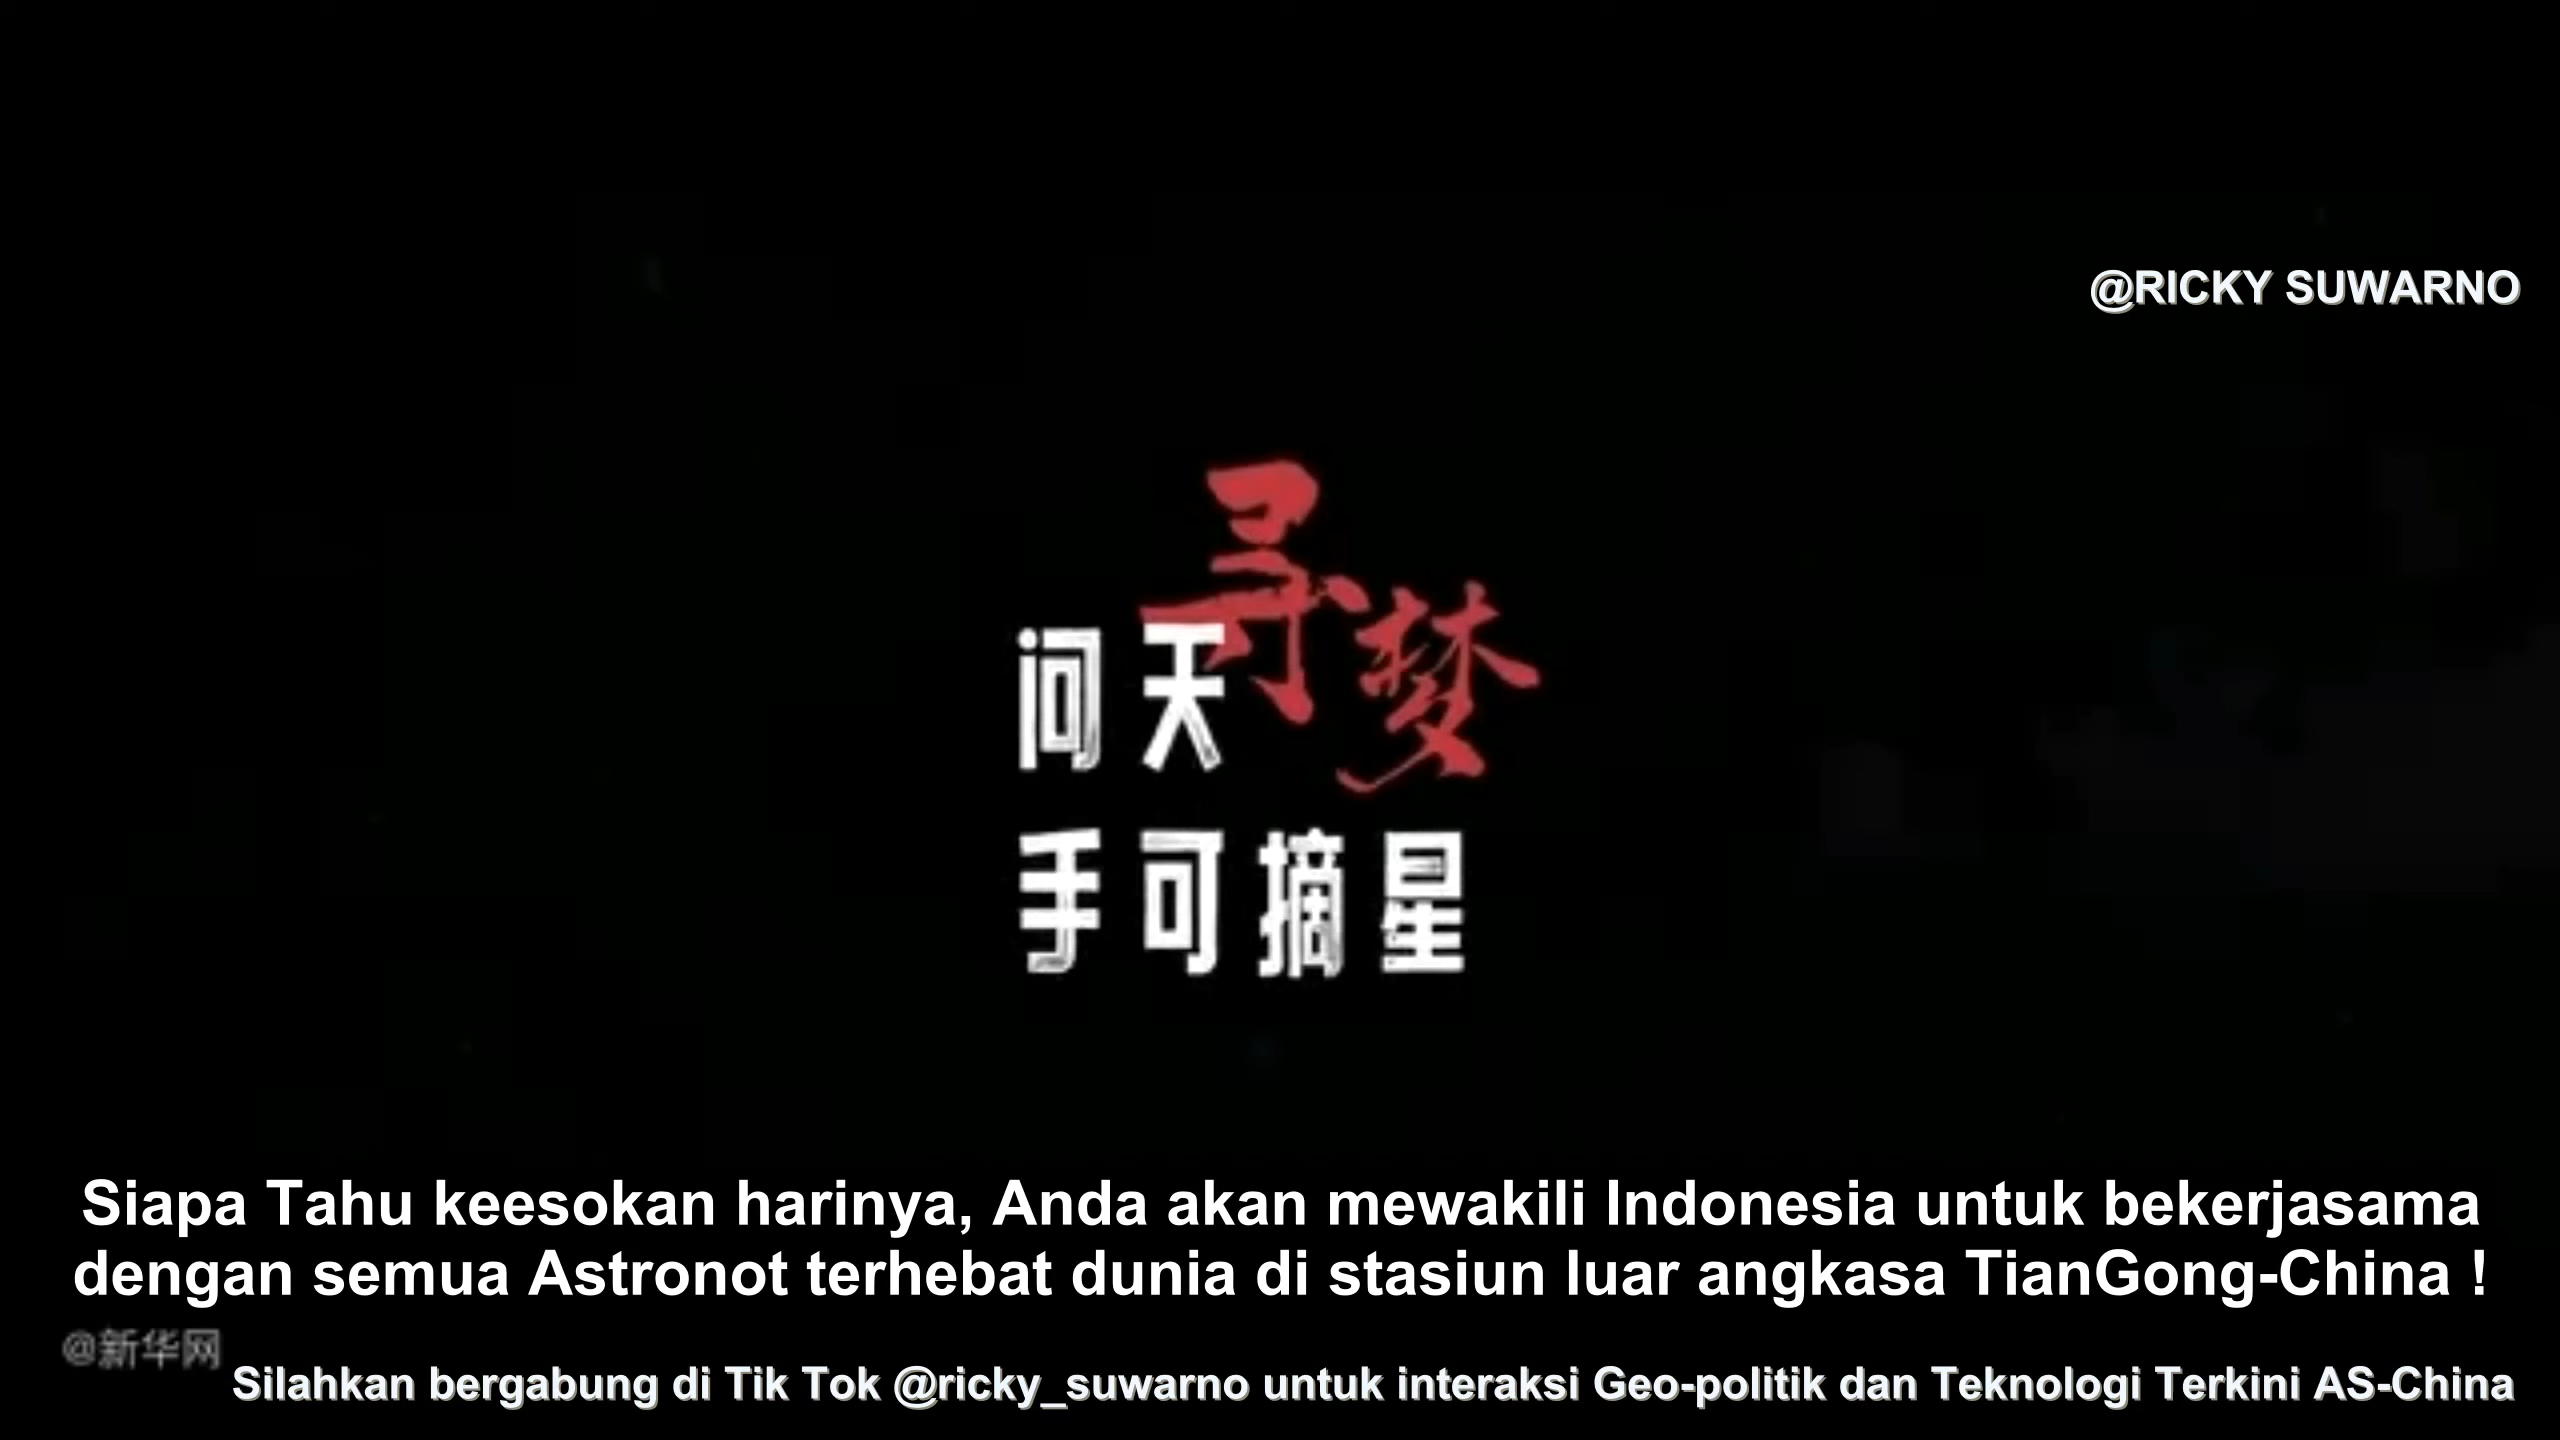 @RICKY SUWARNO
问天寻梦
手可摘星
Siapa Tahu keesokan harinya, Anda akan mewakili Indonesia untuk bekerjasama
dengan semua Astronot terhebat dunia di stasiun luar angkasa TianGong-China !
@新华网
Silahkan bergabung di Tik Tok @ricky_suwarno untuk interaksi Geo-politik dan Teknologi Terkini AS-China